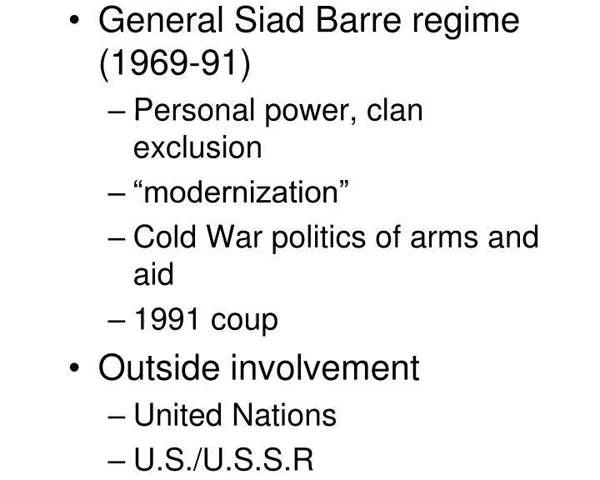 • General Siad Barre regime
(1969-91)
– Personal power, clan
exclusion
– “modernization”
– Cold War politics of arms and
aid
– 1991 coup
• Outside involvement
– United Nations
– U.S./U.S.S.R